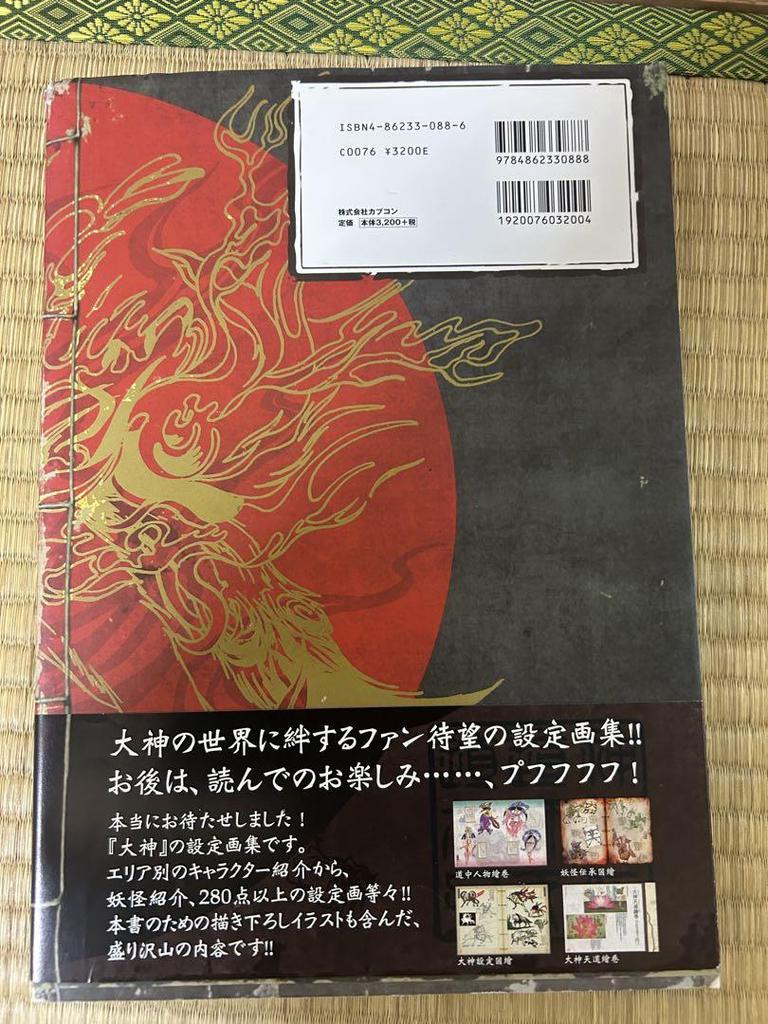 ISBN4-86233-088-6
C0076 ¥3200E
9784862330888
1920076032004
株式会社カプコン
定価 本体3,200+税
大神の世界に絆するファン待望の設定画集!!
お後は、読んでのお楽しみ……、プフフフフ！
本当にお待たせしました！
『大神』の設定画集です。
エリア別のキャラクター紹介から、
妖怪紹介、280点以上の設定画等々!!
本書のための描き下ろしイラストも含んだ、
盛り沢山の内容です!!
道中人物繪巻
妖怪伝承図繪
大神設定図繪
大神天道繪巻